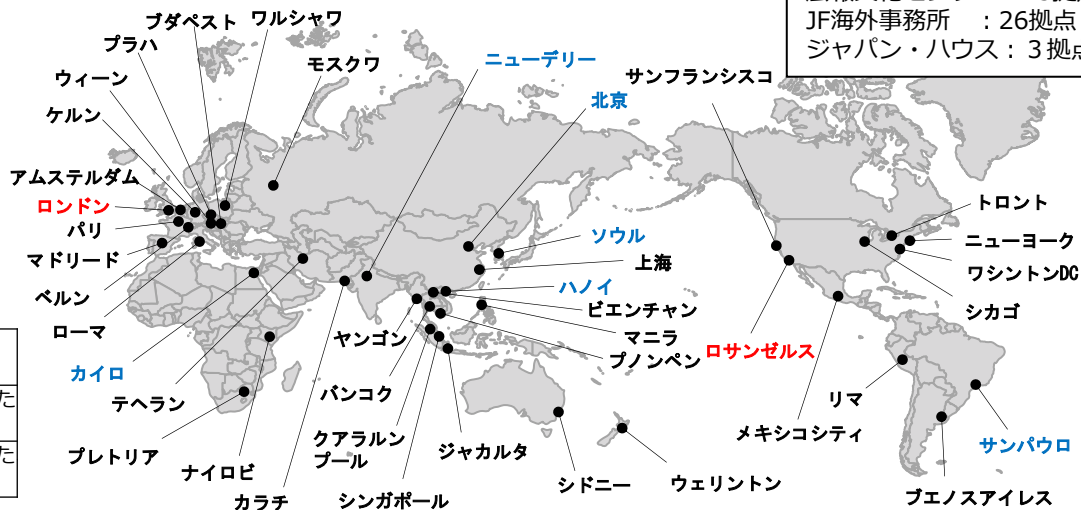 JF海外事務所　：26拠点
ジャパン・ハウス：３拠点
ブダペスト
ワルシャワ
プラハ
モスクワ
ニューデリー
サンフランシスコ
ウィーン
北京
ケルン
アムステルダム
ロンドン
トロント
パリ
ソウル
ニューヨーク
マドリード
上海
ワシントンDC
ベルン
ハノイ
ビエンチャン
シカゴ
ローマ
ヤンゴン
マニラ
プノンペン
ロサンゼルス
カイロ
テヘラン
バンコク
リマ
た
メキシコシティ
クアラルン
プール
ジャカルタ
サンパウロ
プレトリア
た
ナイロビ
シドニー
ウェリントン
カラチ
シンガポール
ブエノスアイレス